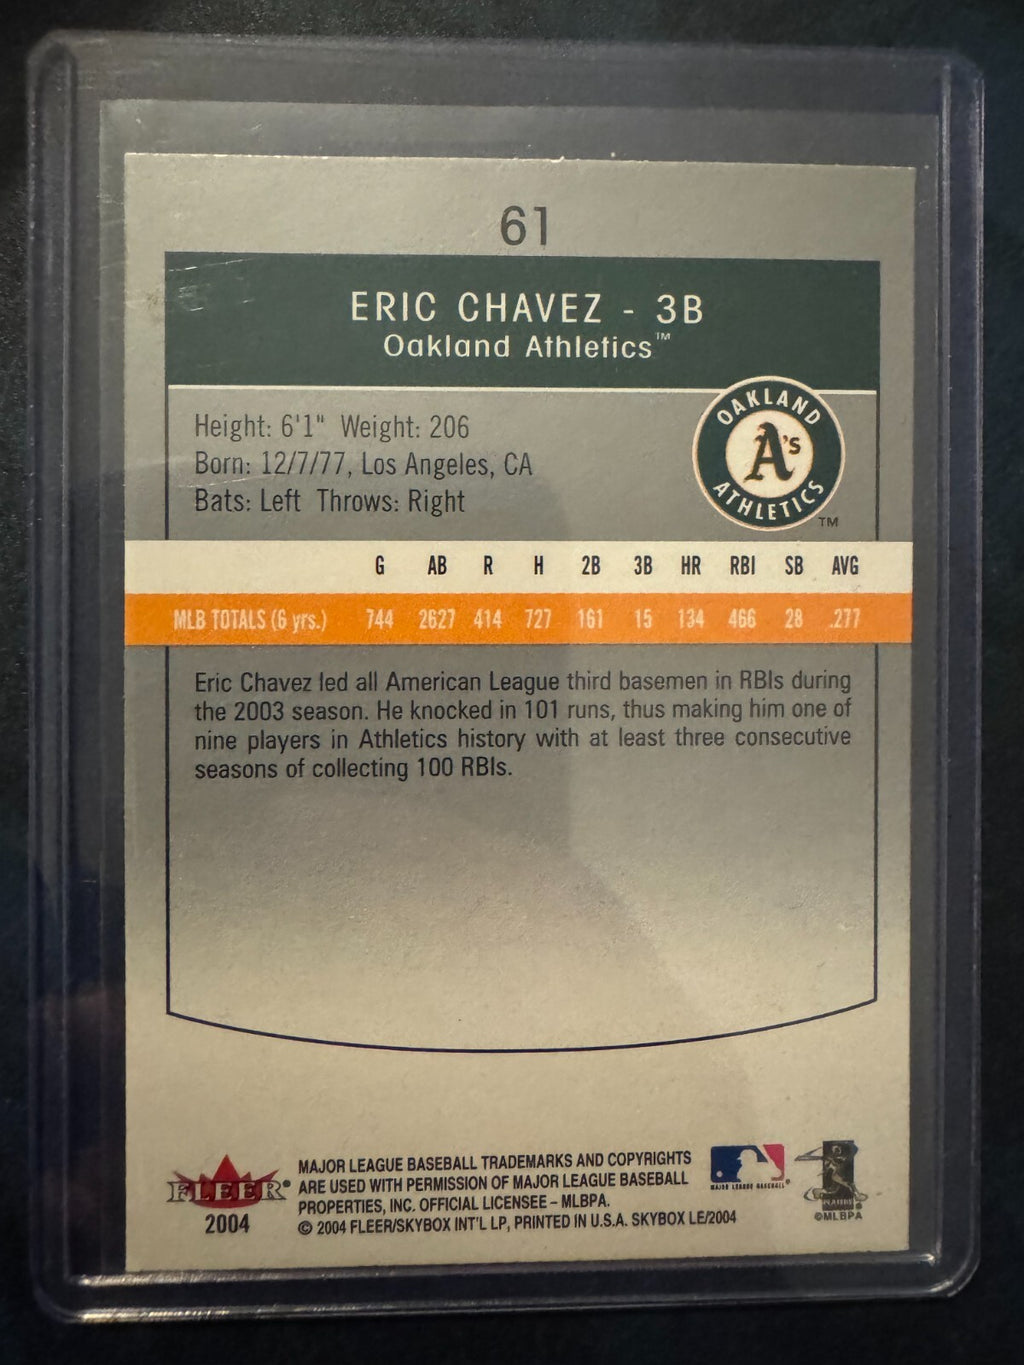 61
ERIC CHAVEZ - 3B
Oakland Athletics™
Height: 6'1" Weight: 206
Born: 12/7/77, Los Angeles, CA
Bats: Left Throws: Right
OAKLAND
A's
ATHLETICS
TM
G AB R H 2B 3B HR RBI SB AVG
MLB TOTALS (6 yrs.) 744 2627 414 727 161 15 134 466 28 .277
Eric Chavez led all American League third basemen in RBIs during
the 2003 season. He knocked in 101 runs, thus making him one of
nine players in Athletics history with at least three consecutive
seasons of collecting 100 RBIs.
FLEER®
2004
MAJOR LEAGUE BASEBALL TRADEMARKS AND COPYRIGHTS
ARE USED WITH PERMISSION OF MAJOR LEAGUE BASEBALL
PROPERTIES, INC. OFFICIAL LICENSEE – MLBPA.
© 2004 FLEER/SKYBOX INT'L LP, PRINTED IN U.S.A. SKYBOX LE/2004
MAJOR LEAGUE BASEBALL®
PLAYERS
©MLBPA